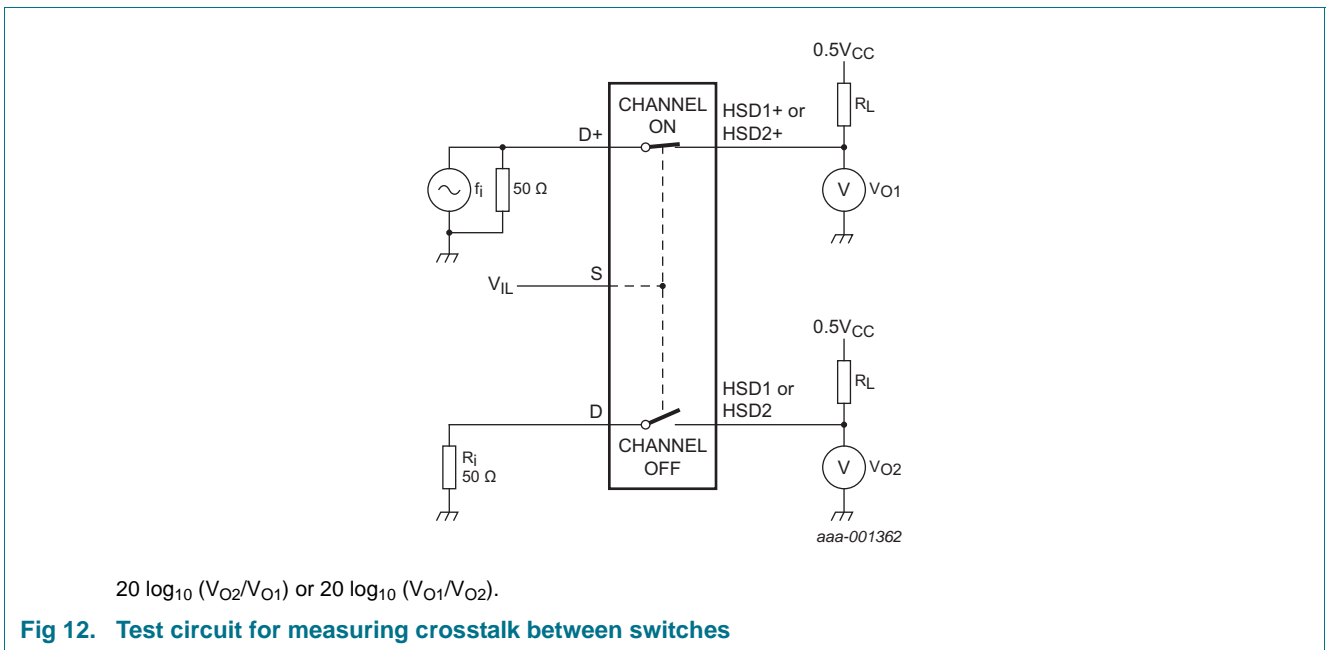 0.5VCC
RL
CHANNEL
ON
HSD1+ or
HSD2+
D+
fi
50 Ω
V
VO1
S
VIL
0.5VCC
RL
HSD1 or
HSD2
D
CHANNEL
OFF
Ri
50 Ω
V
VO2
aaa-001362
20 log10 (VO2/VO1) or 20 log10 (VO1/VO2).
Fig 12. Test circuit for measuring crosstalk between switches